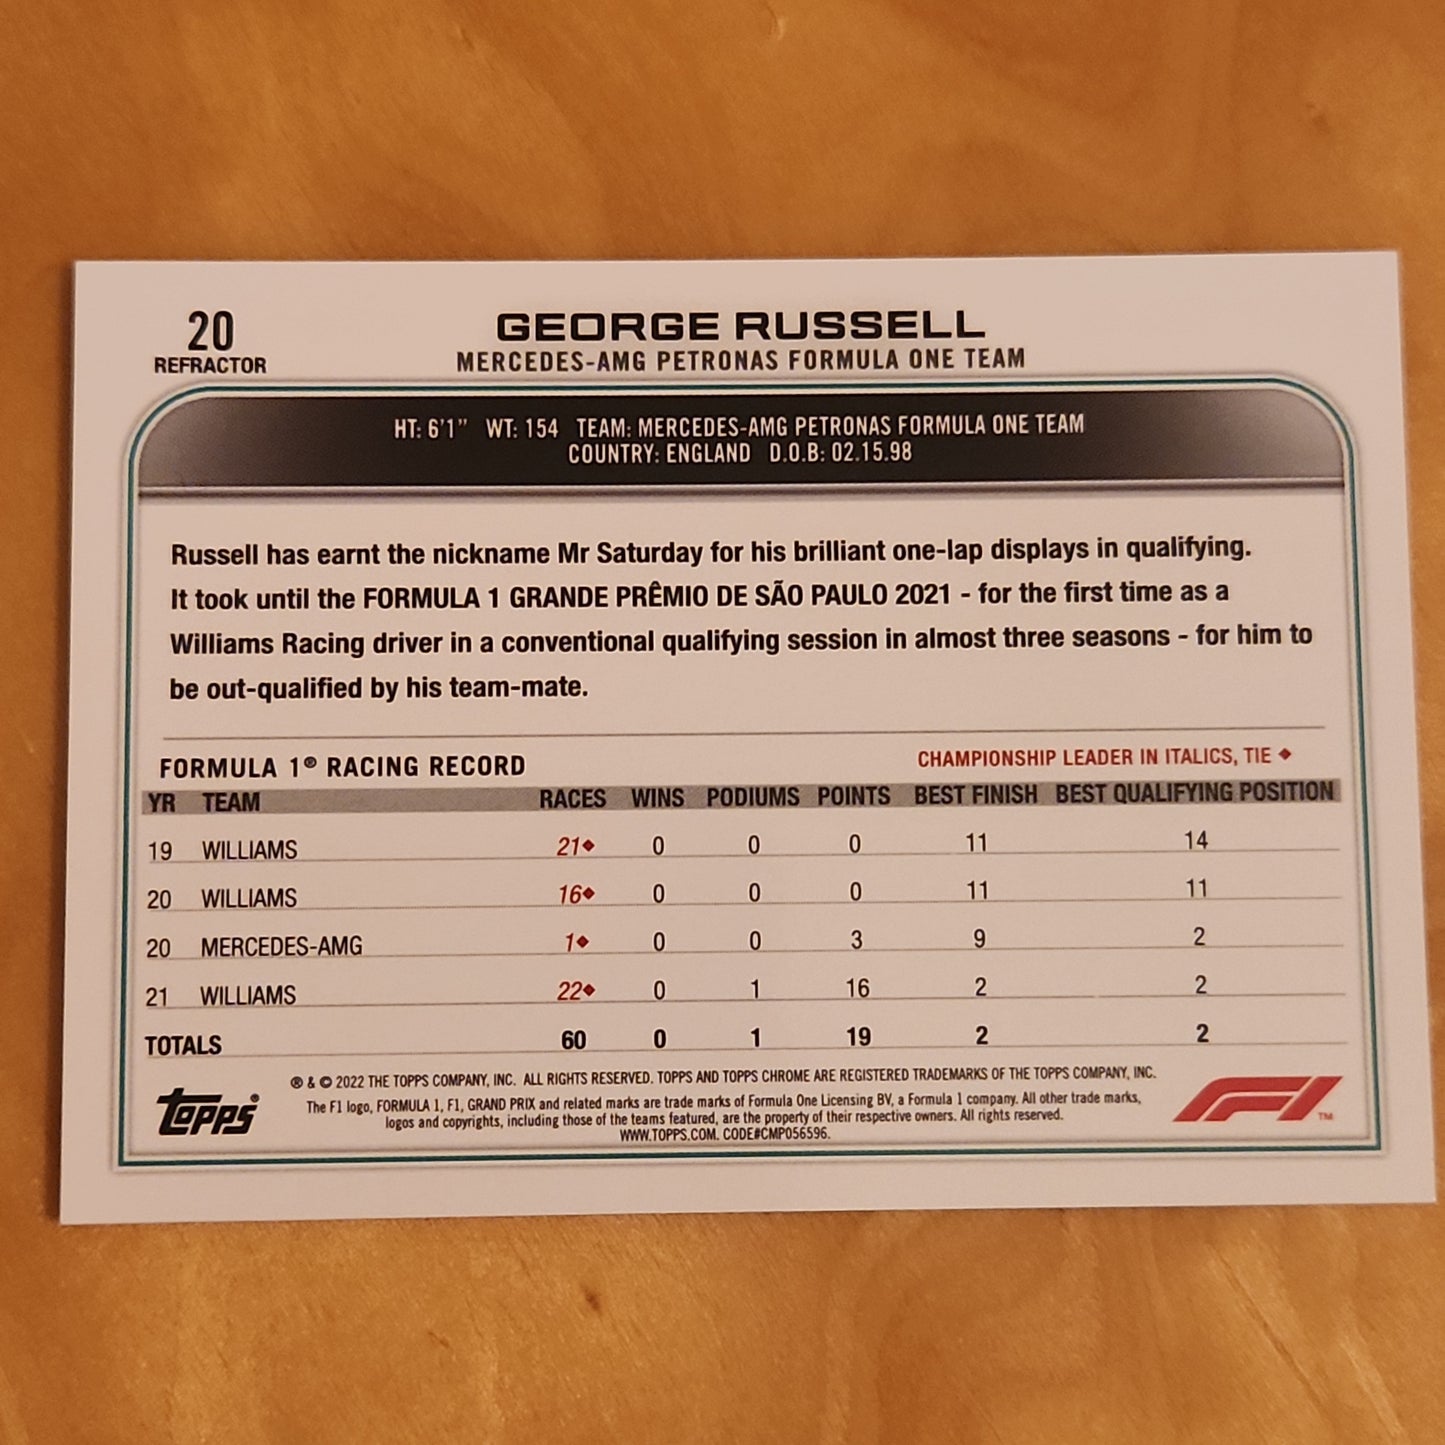 20
REFRACTOR
GEORGE RUSSELL
MERCEDES-AMG PETRONAS FORMULA ONE TEAM
HT: 6'1" WT: 154 TEAM: MERCEDES-AMG PETRONAS FORMULA ONE TEAM
COUNTRY: ENGLAND D.O.B: 02.15.98
Russell has earnt the nickname Mr Saturday for his brilliant one-lap displays in qualifying.
It took until the FORMULA 1 GRANDE PRÊMIO DE SÃO PAULO 2021 - for the first time as a
Williams Racing driver in a conventional qualifying session in almost three seasons - for him to
be out-qualified by his team-mate.
FORMULA 1® RACING RECORD CHAMPIONSHIP LEADER IN ITALICS, TIE ◆
YR TEAM RACES WINS PODIUMS POINTS BEST FINISH BEST QUALIFYING POSITION
19 WILLIAMS 21◆ 0 0 0 11 14
20 WILLIAMS 16◆ 0 0 0 11 11
20 MERCEDES-AMG 1◆ 0 0 3 9 2
21 WILLIAMS 22◆ 0 1 16 2 2
TOTALS 60 0 1 19 2 2
® & © 2022 THE TOPPS COMPANY, INC. ALL RIGHTS RESERVED. TOPPS AND TOPPS CHROME ARE REGISTERED TRADEMARKS OF THE TOPPS COMPANY, INC.
The F1 logo, FORMULA 1, F1, GRAND PRIX and related marks are trade marks of Formula One Licensing BV, a Formula 1 company. All other trade marks,
logos and copyrights, including those of the teams featured, are the property of their respective owners. All rights reserved.
WWW.TOPPS.COM. CODE#CMP056596.
Topps®
F1™